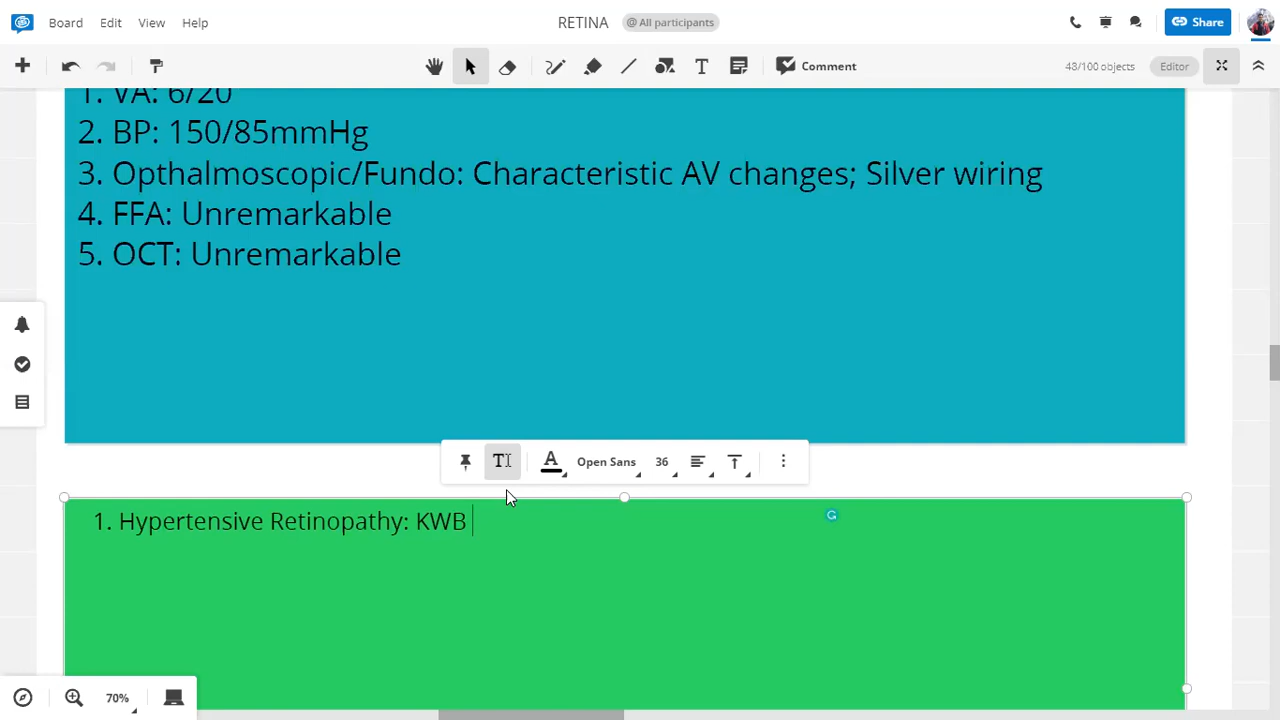 Board Edit View Help RETINA @ All participants Share
Comment 43/100 objects Editor
1. VA: 6/20
2. BP: 150/85mmHg
3. Opthalmoscopic/Fundo: Characteristic AV changes; Silver wiring
4. FFA: Unremarkable
5. OCT: Unremarkable
Open Sans 36
1. Hypertensive Retinopathy: KWB
70%